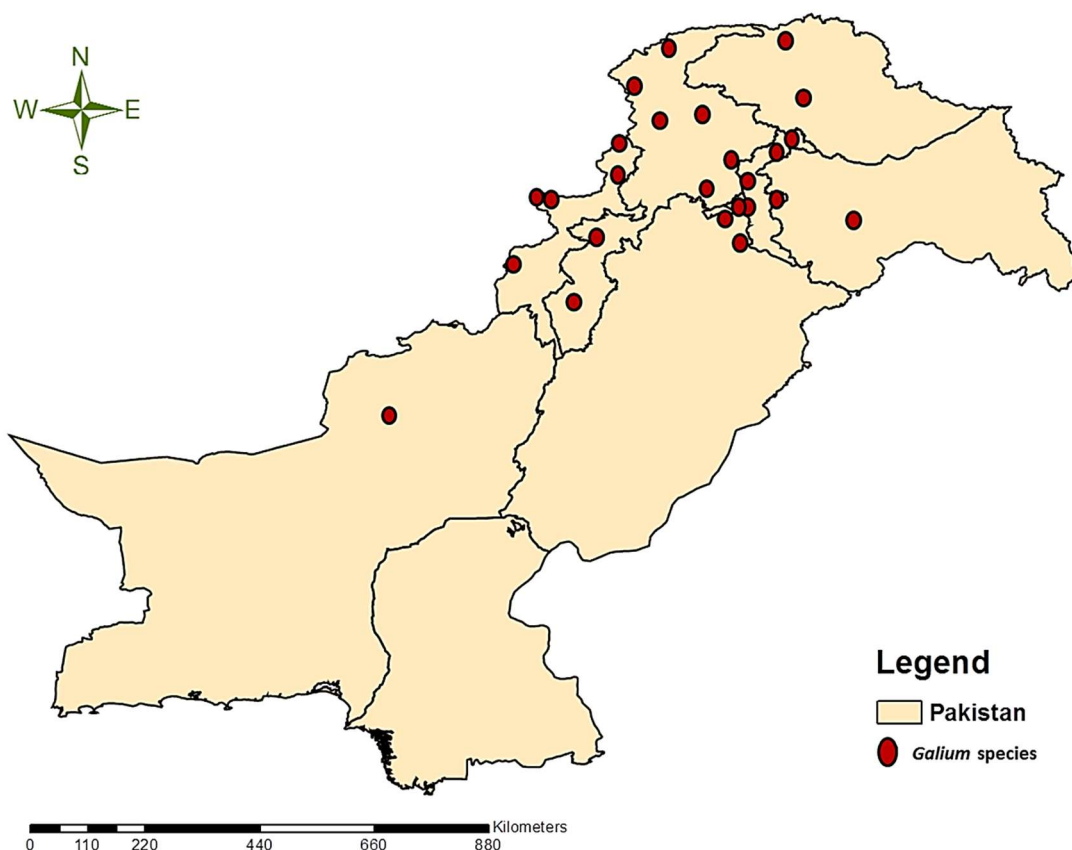 N
W E
S
Legend
Pakistan
Galium species
Kilometers
0 110 220 440 660 880